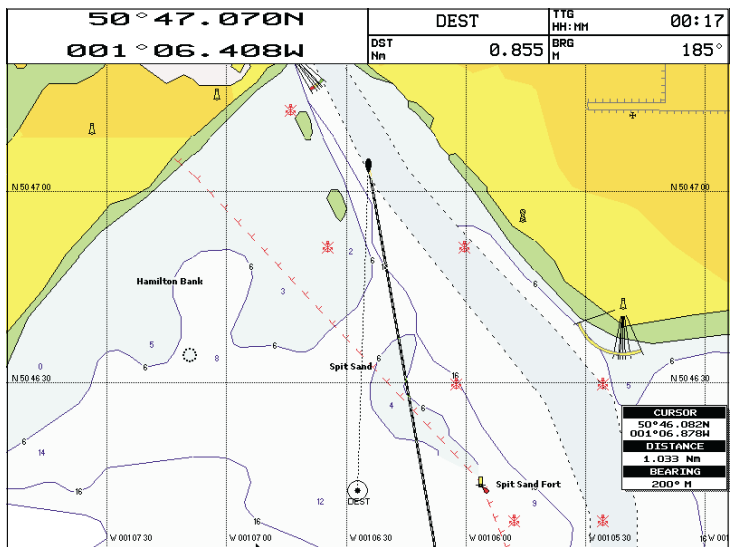 50°47.070N
001°06.408W
DEST
TTG
HH:MM
00:17
DST
Nm
0.855
BRG
M
185°
N 50 47 00
N 50 47 00
2
6
6
6
3
Hamilton Bank
5
8
0
6
6
6
Spit Sand
6
16
N 50 46 30
N 50 46 30
5
4
6
6
14
16
12
DEST
Spit Sand Fort
9
16
CURSOR
50°46.082N
001°06.878W
DISTANCE
1.033 Nm
BEARING
200° M
W 001 07 30
W 001 07 00
W 001 06 30
W 001 06 00
W 001 05 30
W 001